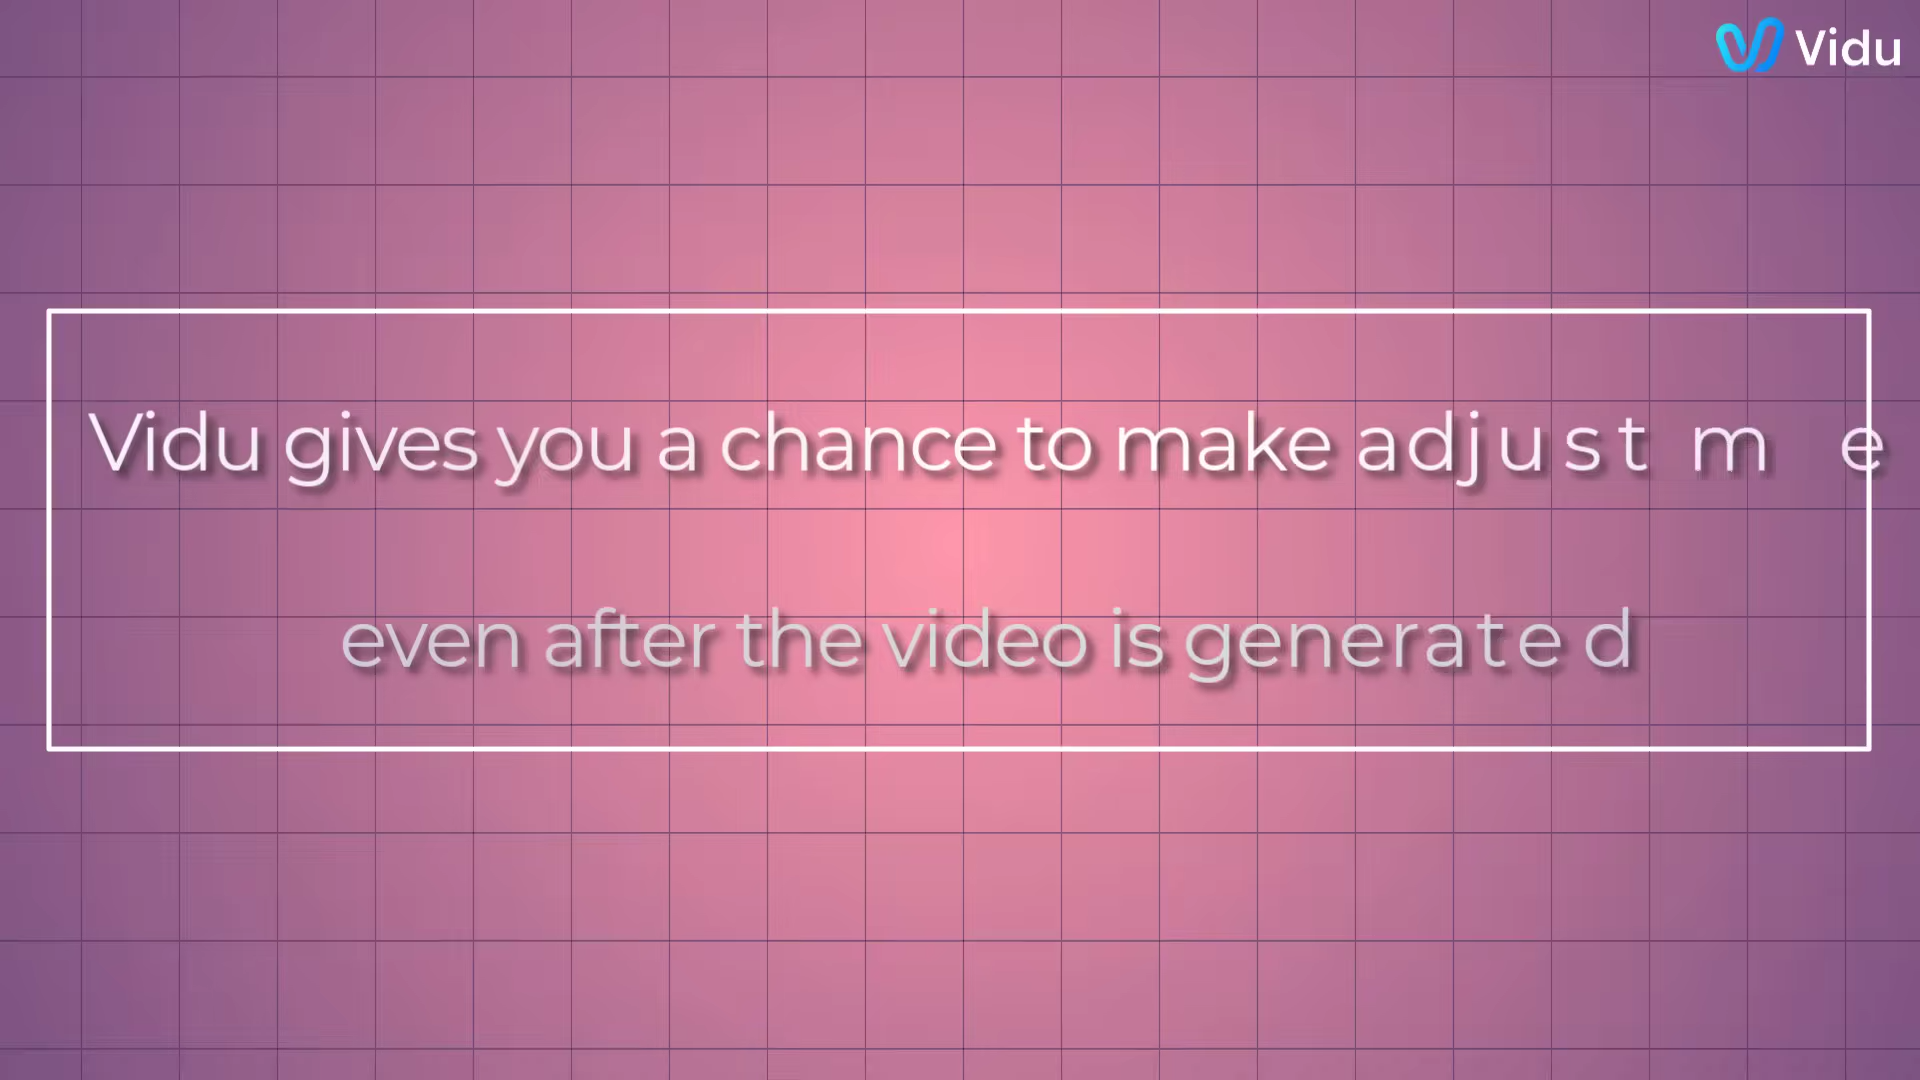 Vidu
Vidu gives you a chance to make adjustme
even after the video is generated